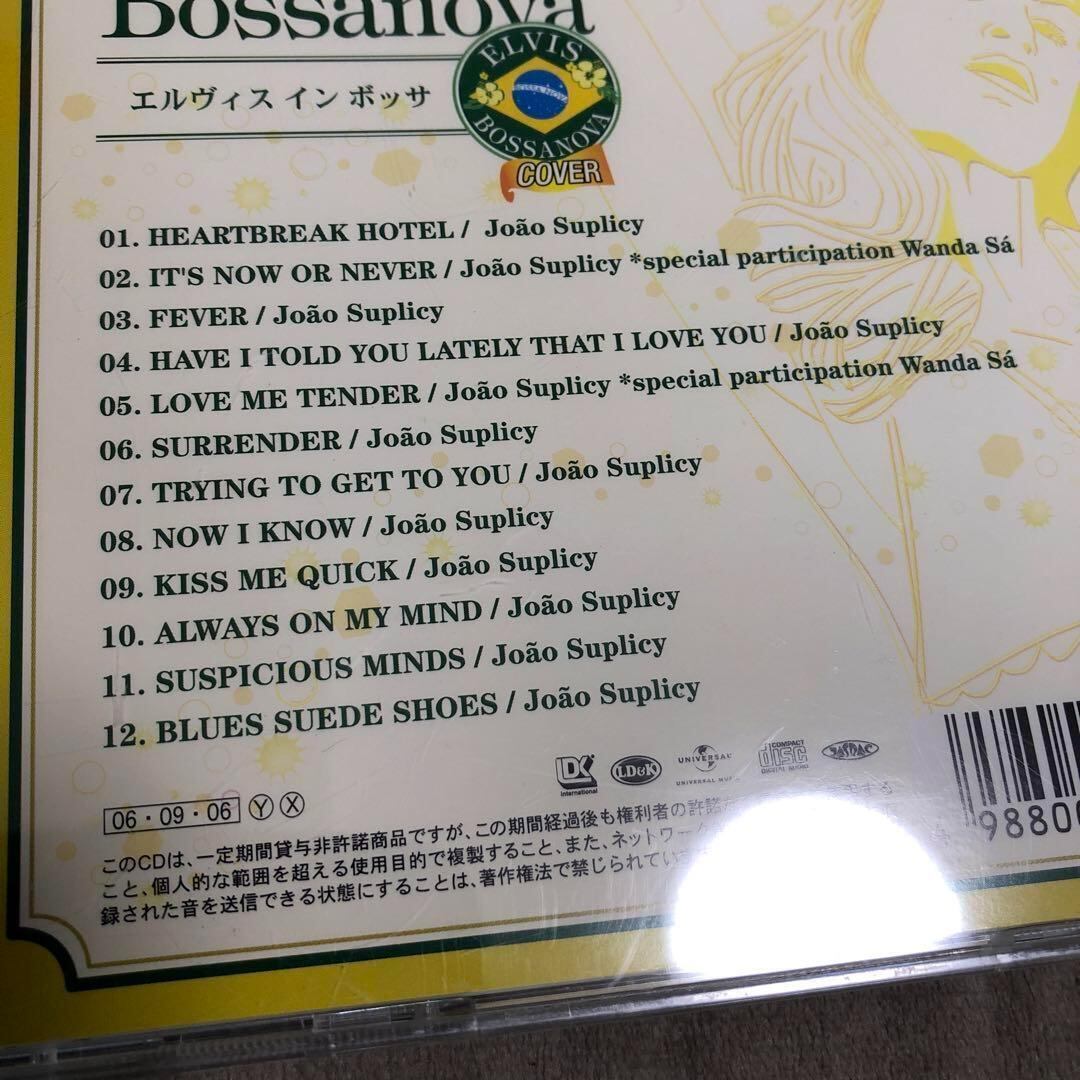 Bossanova
エルヴィス イン ボッサ
ELVIS
BOSSA NOVA
BOSSANOVA
COVER
01. HEARTBREAK HOTEL / João Suplicy
02. IT'S NOW OR NEVER / João Suplicy *special participation Wanda Sá
03. FEVER / João Suplicy
04. HAVE I TOLD YOU LATELY THAT I LOVE YOU / João Suplicy
05. LOVE ME TENDER / João Suplicy *special participation Wanda Sá
06. SURRENDER / João Suplicy
07. TRYING TO GET TO YOU / João Suplicy
08. NOW I KNOW / João Suplicy
09. KISS ME QUICK / João Suplicy
10. ALWAYS ON MY MIND / João Suplicy
11. SUSPICIOUS MINDS / João Suplicy
12. BLUES SUEDE SHOES / João Suplicy
LDK International LD&K UNIVERSAL UNIVERSAL MUSIC COMPACT disc DIGITAL AUDIO JASRAC
06・09・06 Ⓨ Ⓧ
このCDは、一定期間貸与非許諾商品ですが、この期間経過後も権利者の許諾
こと、個人的な範囲を超える使用目的で複製すること、また、ネットワー
録された音を送信できる状態にすることは、著作権法で禁じられてい
98800